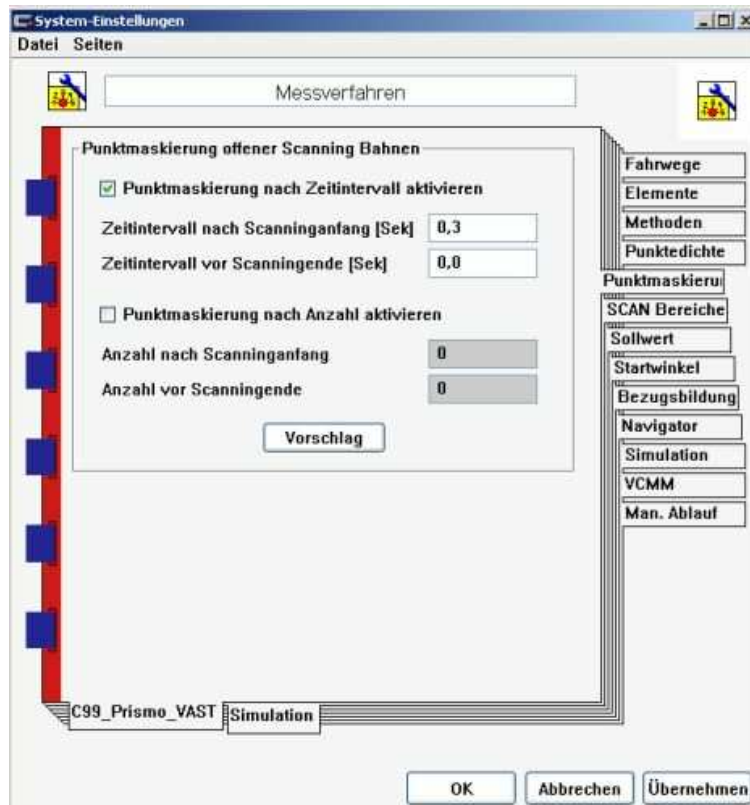 System-Einstellungen
Datei Seiten
Messverfahren
Punktmaskierung offener Scanning Bahnen
Punktmaskierung nach Zeitintervall aktivieren
Zeitintervall nach Scanninganfang [Sek] 0,3
Zeitintervall vor Scanningende [Sek] 0,0
Punktmaskierung nach Anzahl aktivieren
Anzahl nach Scanninganfang 0
Anzahl vor Scanningende 0
Vorschlag
Fahrwege
Elemente
Methoden
Punktedichte
Punktmaskieru
SCAN Bereiche
Sollwert
Startwinkel
Bezugsbildung
Navigator
Simulation
VCMM
Man. Ablauf
C99_Prismo_VAST Simulation
OK Abbrechen Übernehmen